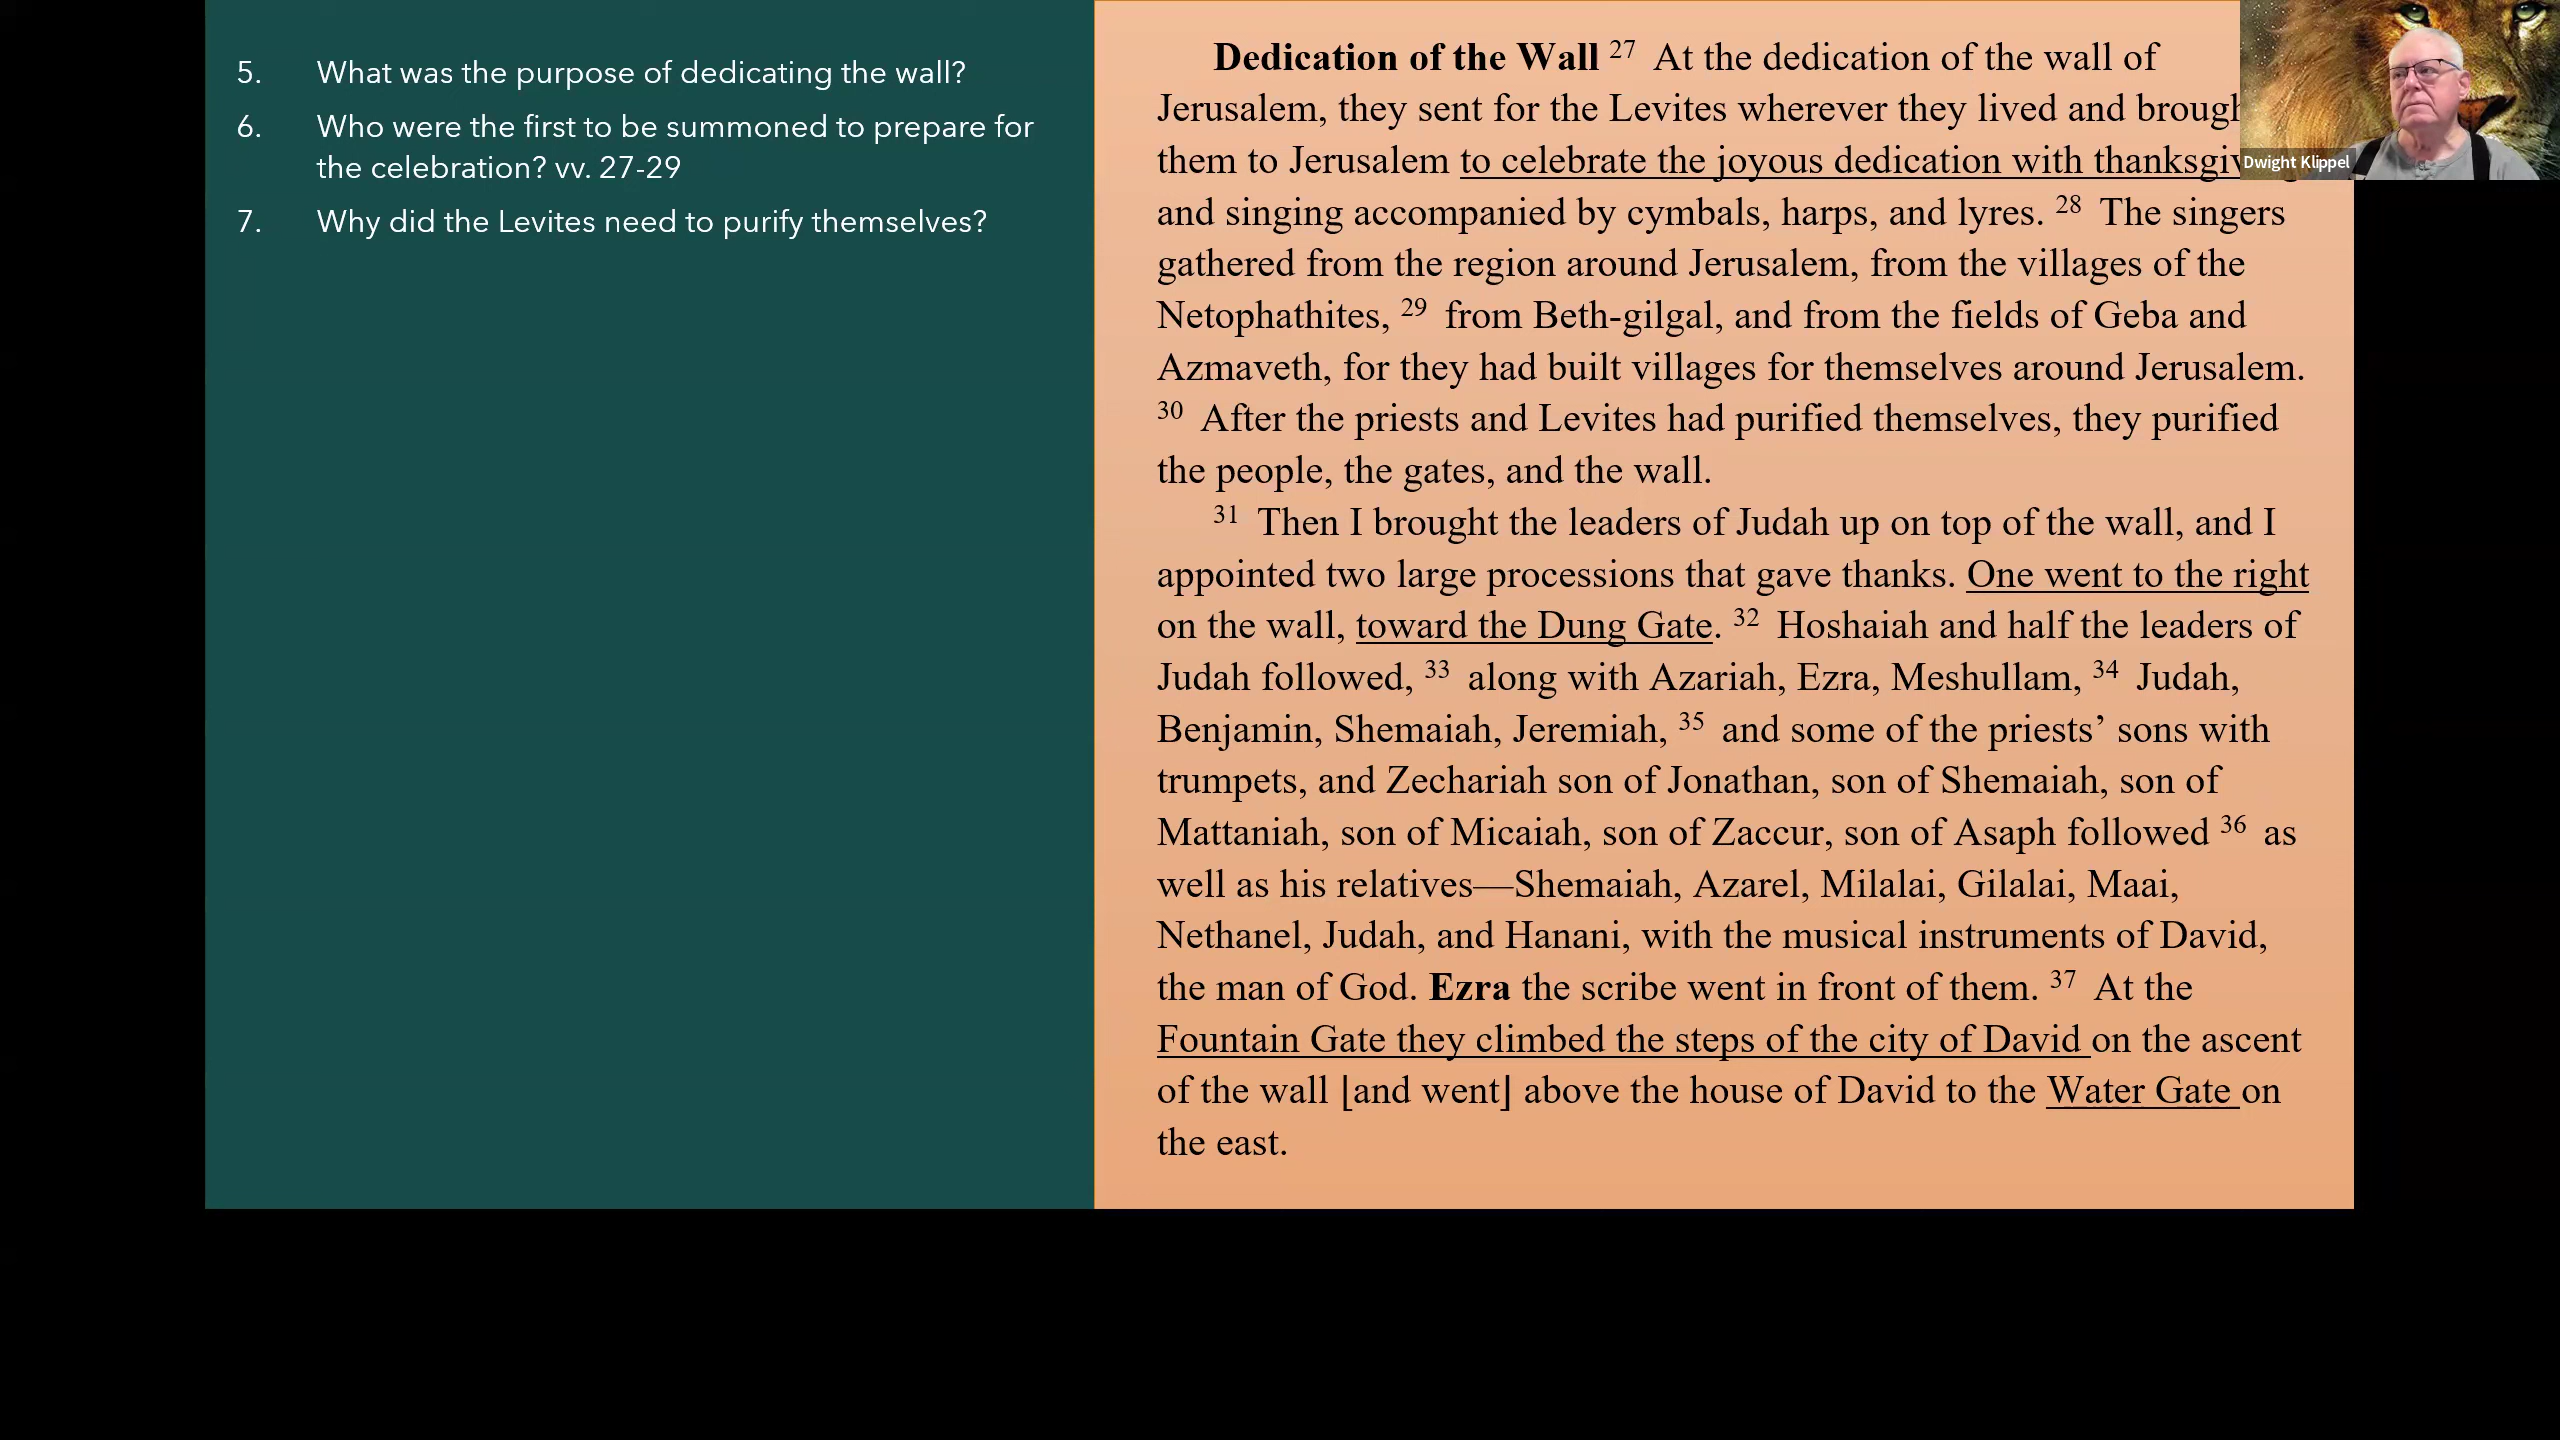 5. What was the purpose of dedicating the wall?
6. Who were the first to be summoned to prepare for
the celebration? vv. 27-29
7. Why did the Levites need to purify themselves?
Dedication of the Wall 27 At the dedication of the wall of
Jerusalem, they sent for the Levites wherever they lived and brough
them to Jerusalem to celebrate the joyous dedication with thanksgiv
and singing accompanied by cymbals, harps, and lyres. 28 The singers
gathered from the region around Jerusalem, from the villages of the
Netophathites, 29 from Beth-gilgal, and from the fields of Geba and
Azmaveth, for they had built villages for themselves around Jerusalem.
30 After the priests and Levites had purified themselves, they purified
the people, the gates, and the wall.
31 Then I brought the leaders of Judah up on top of the wall, and I
appointed two large processions that gave thanks. One went to the right
on the wall, toward the Dung Gate. 32 Hoshaiah and half the leaders of
Judah followed, 33 along with Azariah, Ezra, Meshullam, 34 Judah,
Benjamin, Shemaiah, Jeremiah, 35 and some of the priests’ sons with
trumpets, and Zechariah son of Jonathan, son of Shemaiah, son of
Mattaniah, son of Micaiah, son of Zaccur, son of Asaph followed 36 as
well as his relatives—Shemaiah, Azarel, Milalai, Gilalai, Maai,
Nethanel, Judah, and Hanani, with the musical instruments of David,
the man of God. Ezra the scribe went in front of them. 37 At the
Fountain Gate they climbed the steps of the city of David on the ascent
of the wall ⌊and went⌋ above the house of David to the Water Gate on
the east.
Dwight Klippel